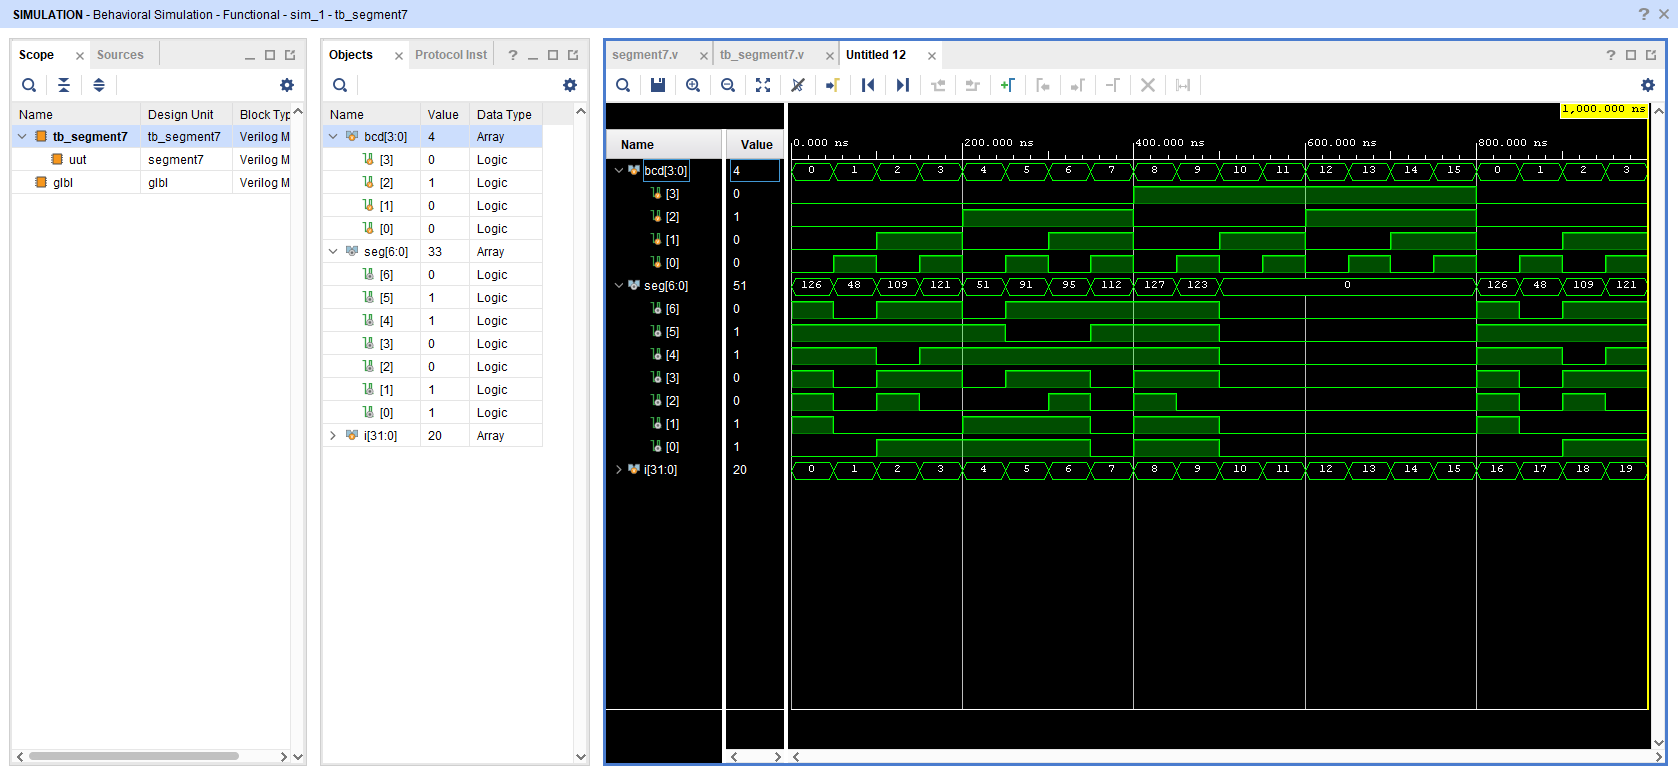 SIMULATION - Behavioral Simulation - Functional - sim_1 - tb_segment7
Scope
Sources
Name Design Unit Block Typ
tb_segment7 tb_segment7 Verilog M
uut segment7 Verilog M
glbl glbl Verilog M
Objects
Protocol Inst
Name Value Data Type
bcd[3:0] 4 Array
[3] 0 Logic
[2] 1 Logic
[1] 0 Logic
[0] 0 Logic
seg[6:0] 33 Array
[6] 0 Logic
[5] 1 Logic
[4] 1 Logic
[3] 0 Logic
[2] 0 Logic
[1] 1 Logic
[0] 1 Logic
i[31:0] 20 Array
segment7.v
tb_segment7.v
Untitled 12
1,000.000 ns
Name Value
0.000 ns 200.000 ns 400.000 ns 600.000 ns 800.000 ns
bcd[3:0] 4 0 1 2 3 4 5 6 7 8 9 10 11 12 13 14 15 0 1 2 3
[3] 0
[2] 1
[1] 0
[0] 0
seg[6:0] 51 126 48 109 121 51 91 95 112 127 123 0 126 48 109 121
[6] 0
[5] 1
[4] 1
[3] 0
[2] 0
[1] 1
[0] 1
i[31:0] 20 0 1 2 3 4 5 6 7 8 9 10 11 12 13 14 15 16 17 18 19